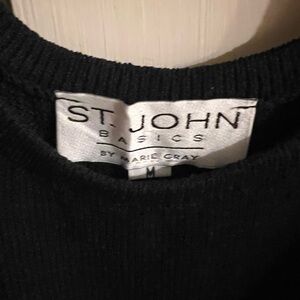 ST. JOHN
BASICS
BY MARIE GRAY
M